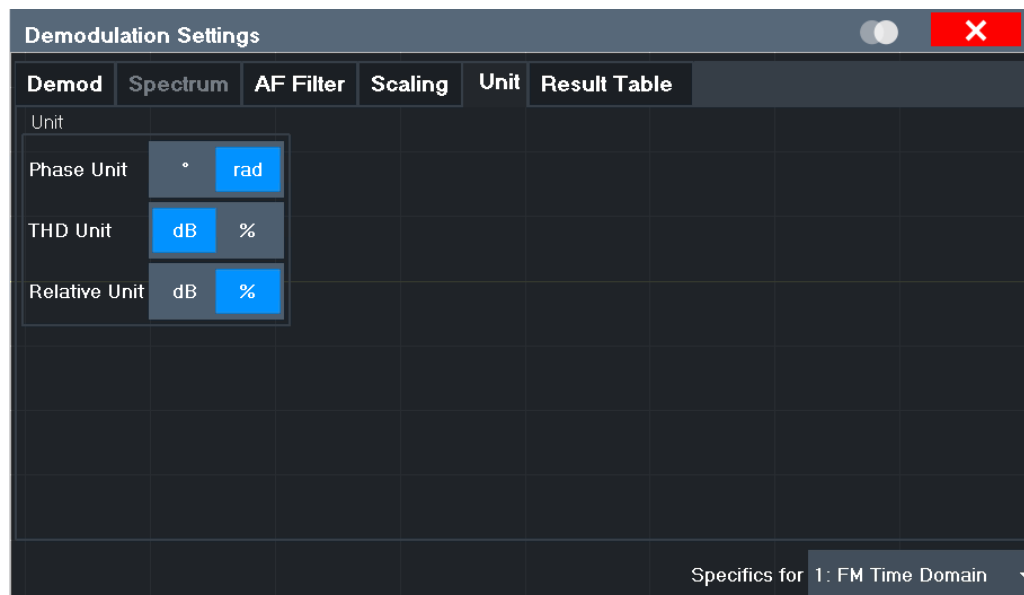 Demodulation Settings
Demod Spectrum AF Filter Scaling Unit Result Table
Unit
Phase Unit ° rad
THD Unit dB %
Relative Unit dB %
Specifics for 1: FM Time Domain